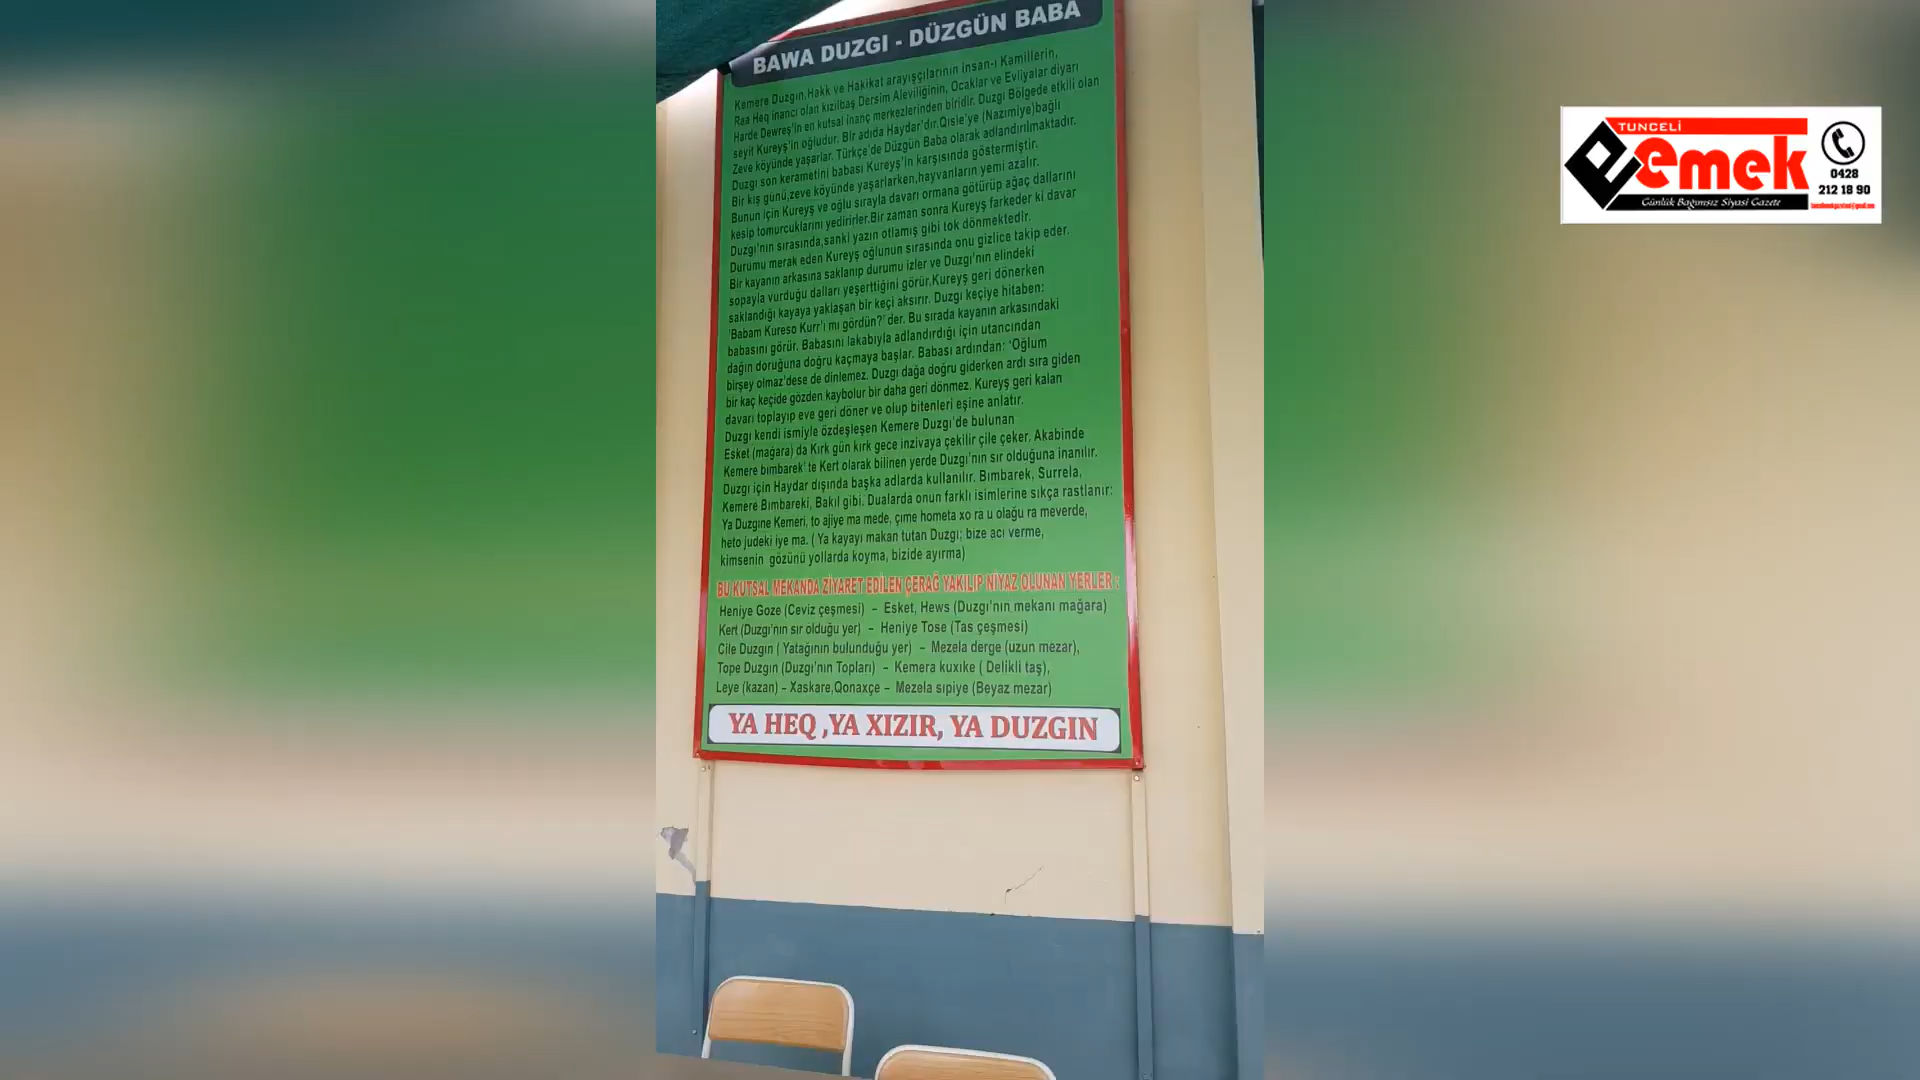 BAWA DUZGI - DÜZGÜN BABA
Kemere Duzgın,Hakk ve Hakikat arayışçılarının insan-ı Kamillerin,
Raa Heq inancı olan kızılbaş Dersim Aleviliğinin, Ocaklar ve Evliyalar diyarı
Harde Dewreş'in en kutsal inanç merkezlerinden biridir. Duzgı Bölgede etkili olan
seyit Kureyş'in oğludur. Bir adıda Haydar'dır.Qısle'ye (Nazımiye)bağlı
Zeve köyünde yaşarlar. Türkçe'de Düzgün Baba olarak adlandırılmaktadır.
Duzgı son kerametini babası Kureyş'in karşısında göstermiştir.
Bir kış günü,zeve köyünde yaşarlarken,hayvanların yemi azalır.
Bunun için Kureyş ve oğlu sırayla davarı ormana götürüp ağaç dallarını
kesip tomurcuklarını yedirirler.Bir zaman sonra Kureyş farkeder ki davar
Duzgı'nın sırasında,sanki yazın otlamış gibi tok dönmektedir.
Durumu merak eden Kureyş oğlunun sırasında onu gizlice takip eder.
Bir kayanın arkasına saklanıp durumu izler ve Duzgı'nın elindeki
sopayla vurduğu dalları yeşerttiğini görür.Kureyş geri dönerken
saklandığı kayaya yaklaşan bir keçi aksırır. Duzgı keçiye hitaben:
'Babam Kureso Kurr'ı mı gördün?' der. Bu sırada kayanın arkasındaki
babasını görür. Babasını lakabıyla adlandırdığı için utancından
dağın doruğuna doğru kaçmaya başlar. Babası ardından: 'Oğlum
birşey olmaz'dese de dinlemez. Duzgı dağa doğru giderken ardı sıra giden
bir kaç keçide gözden kaybolur bir daha geri dönmez. Kureyş geri kalan
davarı toplayıp eve geri döner ve olup bitenleri eşine anlatır.
Duzgı kendi ismiyle özdeşleşen Kemere Duzgı'de bulunan
Esket (mağara) da Kırk gün kırk gece inzivaya çekilir çile çeker. Akabinde
Kemere bımbarek' te Kert olarak bilinen yerde Duzgı'nın sır olduğuna inanılır.
Duzgı için Haydar dışında başka adlarda kullanılır. Bımbarek, Surrela,
Kemere Bımbareki, Bakıl gibi. Dualarda onun farklı isimlerine sıkça rastlanır:
Ya Duzgıne Kemeri, to ajiye ma mede, çıme hometa xo ra u olağu ra meverde,
heto judeki iye ma. ( Ya kayayı makan tutan Duzgı; bize acı verme,
kimsenin gözünü yollarda koyma, bizide ayırma)
BU KUTSAL MEKANDA ZİYARET EDİLEN ÇERAĞ YAKILIP NİYAZ OLUNAN YERLER :
Heniye Goze (Ceviz çeşmesi) – Esket, Hews (Duzgı'nın mekanı mağara)
Kert (Duzgı'nın sır olduğu yer) – Heniye Tose (Tas çeşmesi)
Cile Duzgın ( Yatağının bulunduğu yer) – Mezela derge (uzun mezar),
Tope Duzgın (Duzgı'nın Topları) – Kemera kuxıke ( Delikli taş),
Leye (kazan) – Xaskare,Qonaxçe – Mezela sıpiye (Beyaz mezar)
YA HEQ ,YA XIZIR, YA DUZGIN
TUNCELİ
emek
Günlük Bağımsız Siyasi Gazete
0428
212 18 90